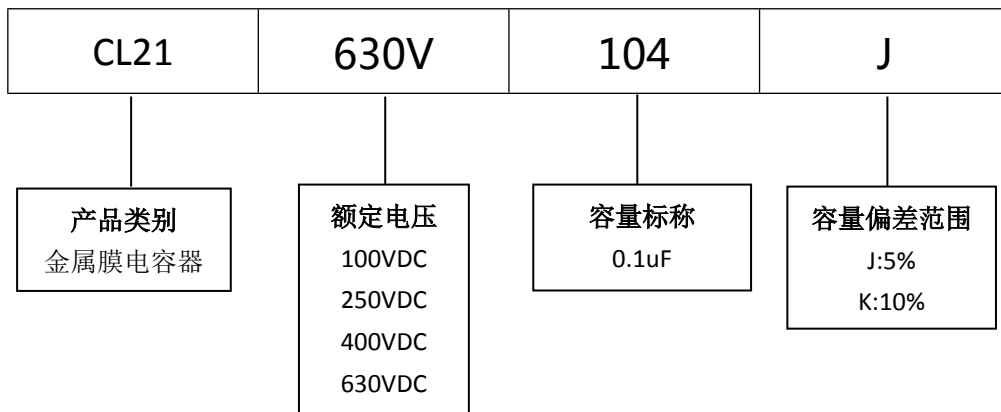 CL21 630V 104 J
产品类别
金属膜电容器
额定电压
100VDC
250VDC
400VDC
630VDC
容量标称
0.1uF
容量偏差范围
J:5%
K:10%